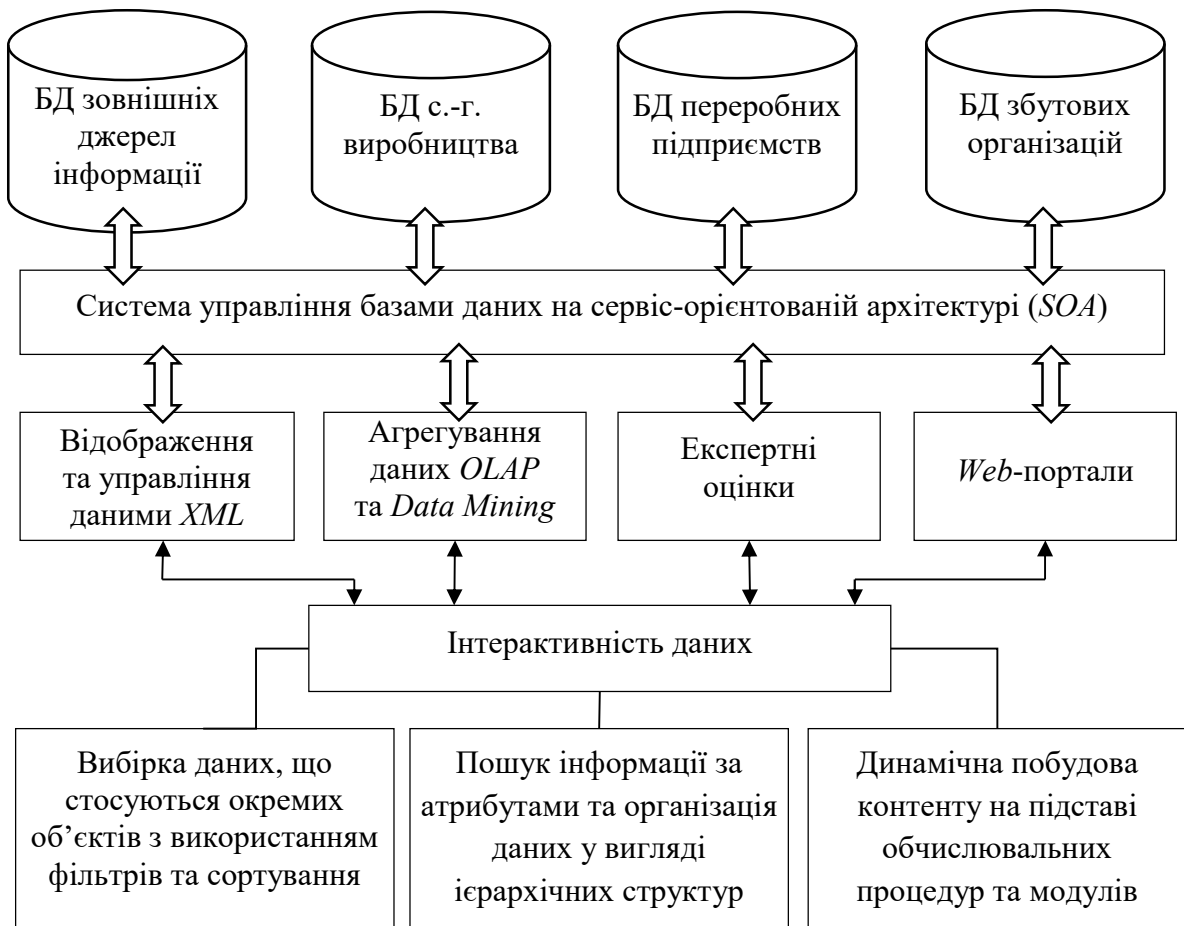 БД зовнішніх
джерел
інформації
БД с.-г.
виробництва
БД переробних
підприємств
БД збутових
організацій
Система управління базами даних на сервіс-орієнтованій архітектурі (SOA)
Відображення
та управління
даними XML
Агрегування
даних OLAP
та Data Mining
Експертні
оцінки
Web-портали
Інтерактивність даних
Вибірка даних, що
стосуються окремих
об’єктів з використанням
фільтрів та сортування
Пошук інформації за
атрибутами та організація
даних у вигляді
ієрархічних структур
Динамічна побудова
контенту на підставі
обчислювальних
процедур та модулів